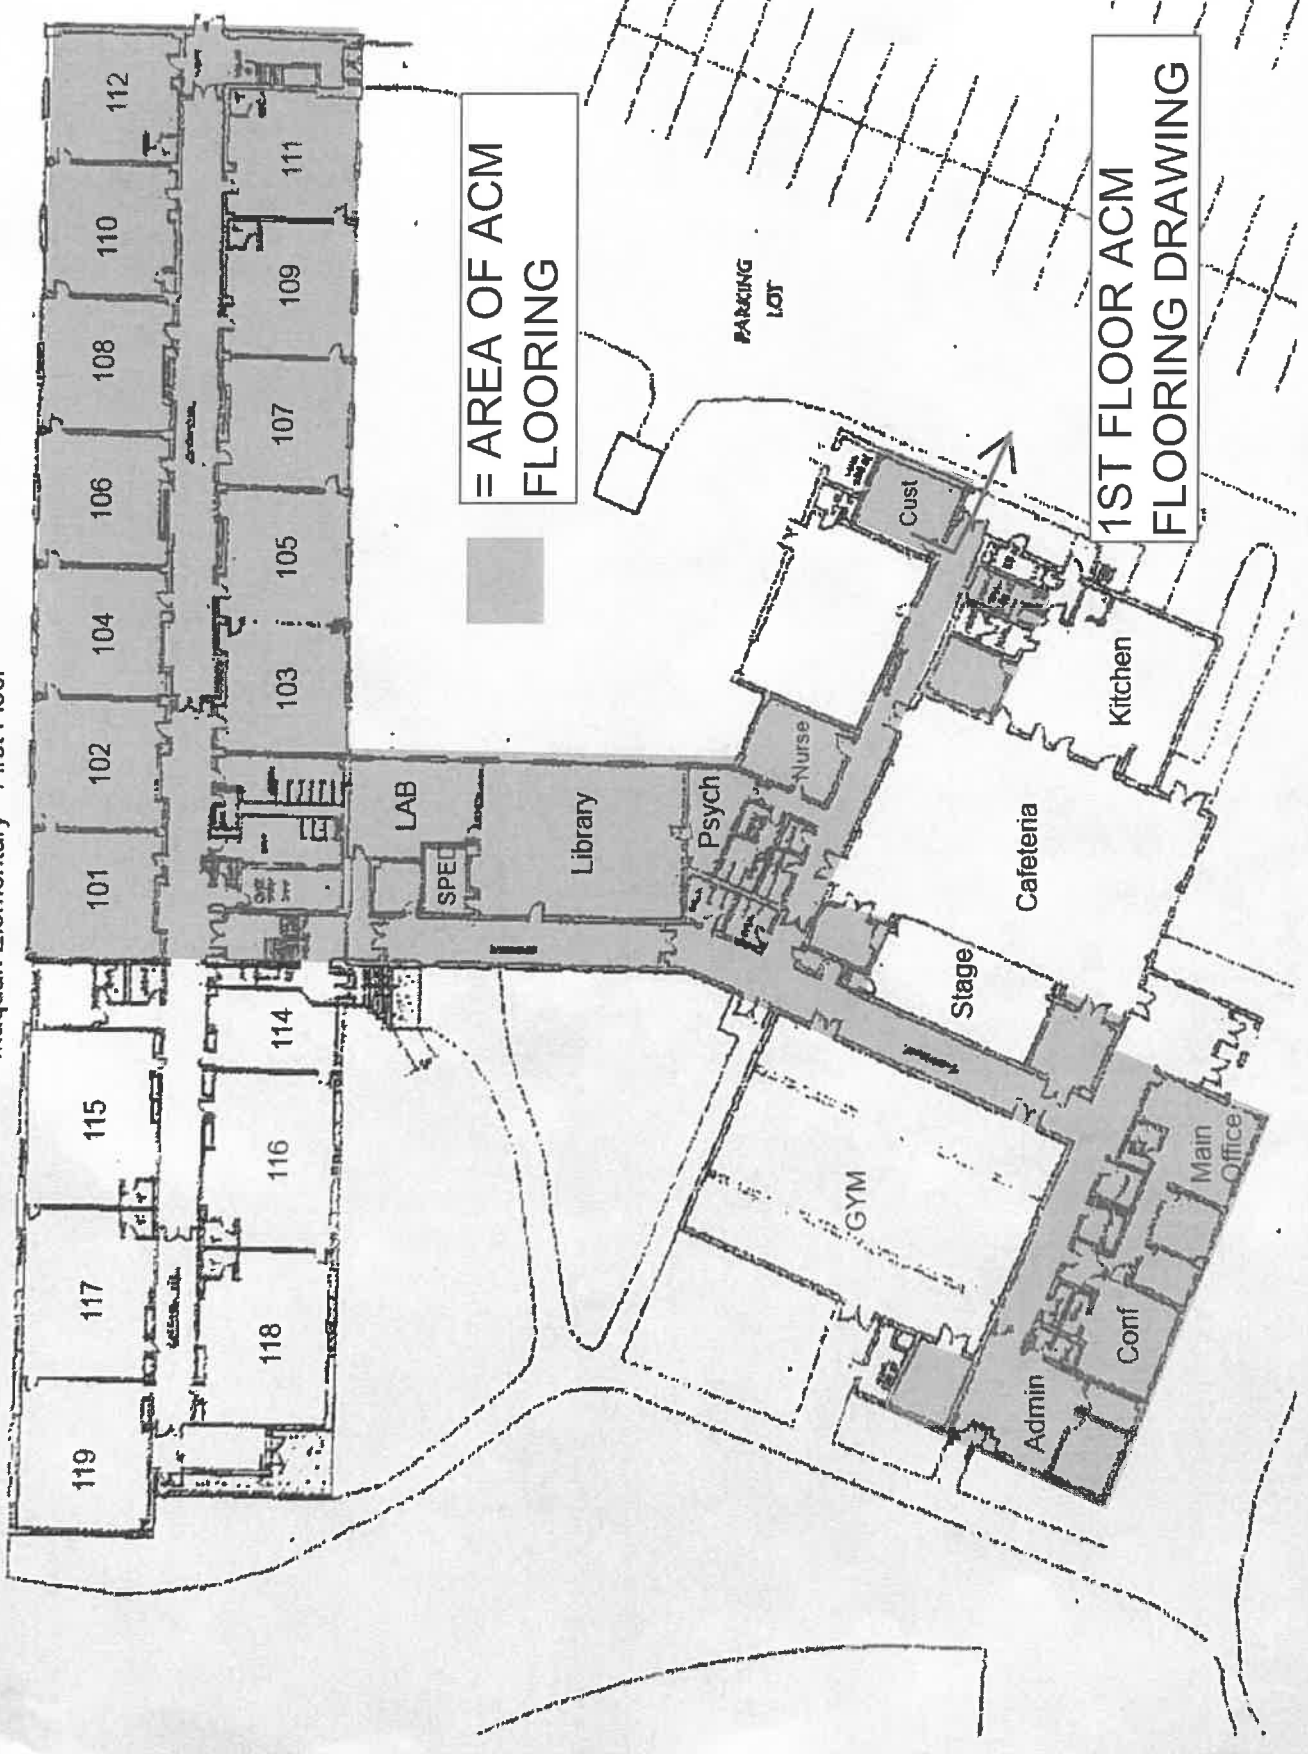 112
110
108
106
104
102
101
111
109
107
105
103
115
117
119
114
116
118
= AREA OF ACM
FLOORING
LAB
SPED
Library
Psych
Nurse
Cust
PARKING
LOT
Kitchen
Cafeteria
Stage
GYM
Main
Office
Conf
Admin
1ST FLOOR ACM
FLOORING DRAWING